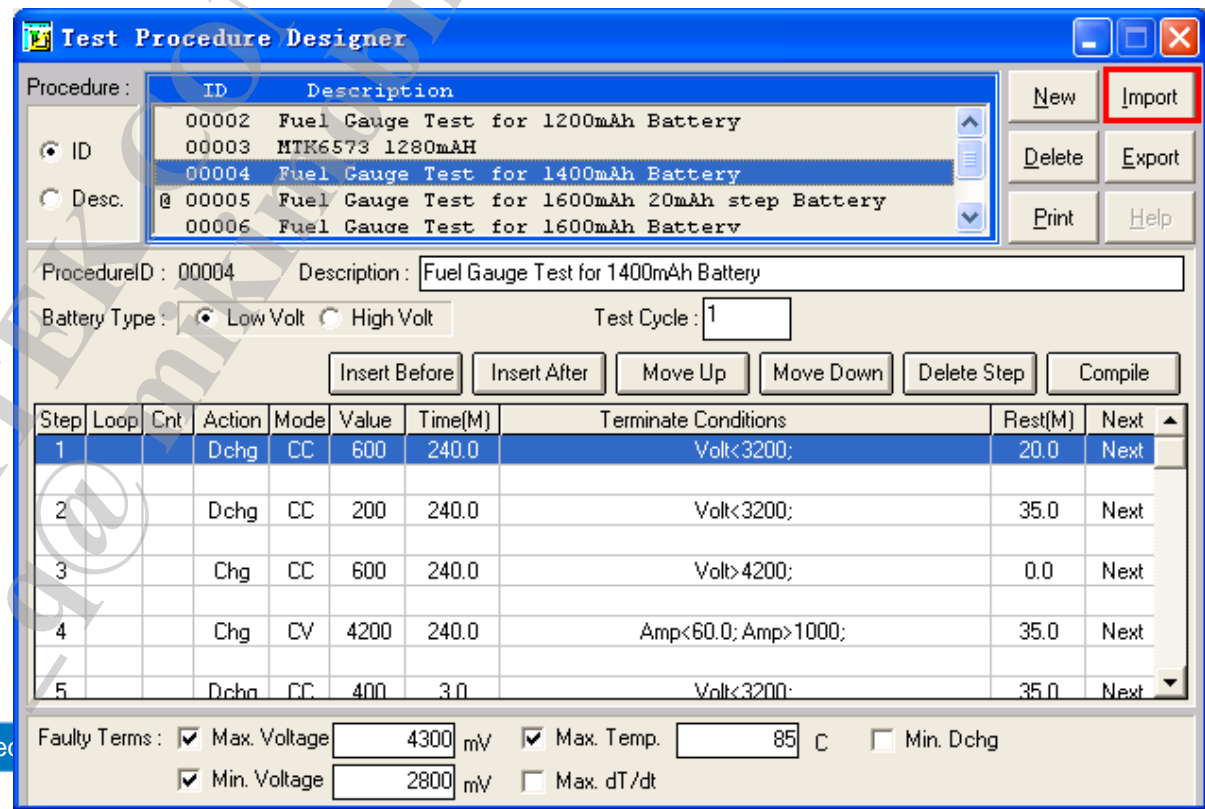 Test Procedure Designer
Procedure :
ID
Desc.
ID Description
00002 Fuel Gauge Test for 1200mAh Battery
00003 MTK6573 1280mAH
00004 Fuel Gauge Test for 1400mAh Battery
@ 00005 Fuel Gauge Test for 1600mAh 20mAh step Battery
00006 Fuel Gauge Test for 1600mAh Battery
New Import
Delete Export
Print Help
ProcedureID : 00004 Description : Fuel Gauge Test for 1400mAh Battery
Battery Type : Low Volt High Volt Test Cycle : 1
Insert Before Insert After Move Up Move Down Delete Step Compile
Step Loop Cnt Action Mode Value Time(M) Terminate Conditions Rest(M) Next
1 Dchg CC 600 240.0 Volt<3200; 20.0 Next
2 Dchg CC 200 240.0 Volt<3200; 35.0 Next
3 Chg CC 600 240.0 Volt>4200; 0.0 Next
4 Chg CV 4200 240.0 Amp<60.0; Amp>1000; 35.0 Next
5 Dchg CC 400 3.0 Volt<3200; 35.0 Next
Faulty Terms : Max. Voltage 4300 mV Max. Temp. 85 C Min. Dchg
Min. Voltage 2800 mV Max. dT/dt